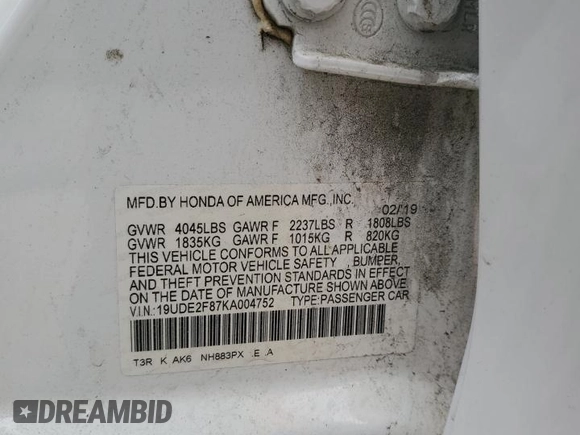 MFD.BY HONDA OF AMERICA MFG.,INC. 02/'19
GVWR 4045LBS GAWR F 2237LBS R 1808LBS
GVWR 1835KG GAWR F 1015KG R 820KG
THIS VEHICLE CONFORMS TO ALL APPLICABLE
FEDERAL MOTOR VEHICLE SAFETY , BUMPER,
AND THEFT PREVENTION STANDARDS IN EFFECT
ON THE DATE OF MANUFACTURE SHOWN ABOVE.
V.I.N.:19UDE2F87KA004752 TYPE:PASSENGER CAR
T3R K AK6 NH883PX .E .A
DREAMBID